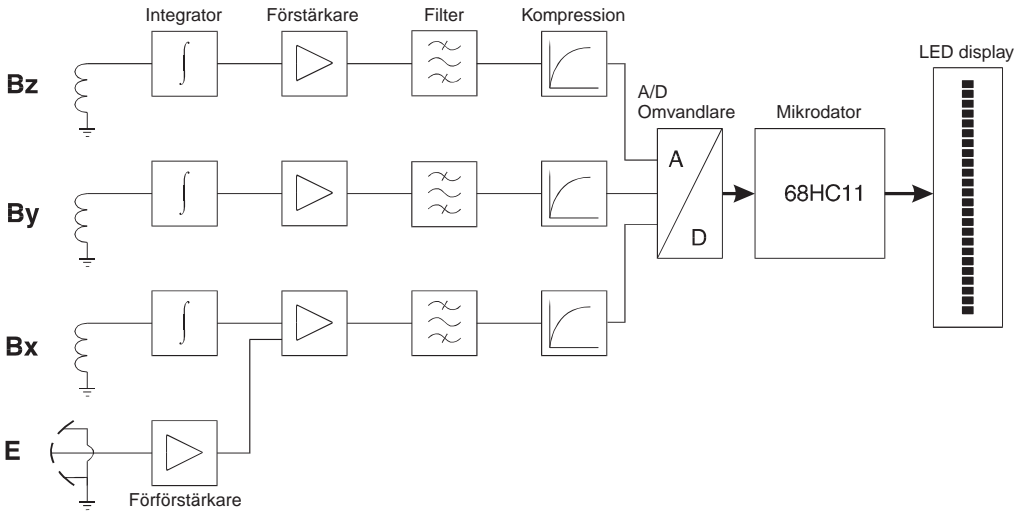 Integrator
Förstärkare
Filter
Kompression
LED display
Bz
A/D
Omvandlare
Mikrodator
A
D
68HC11
By
Bx
E
Förförstärkare